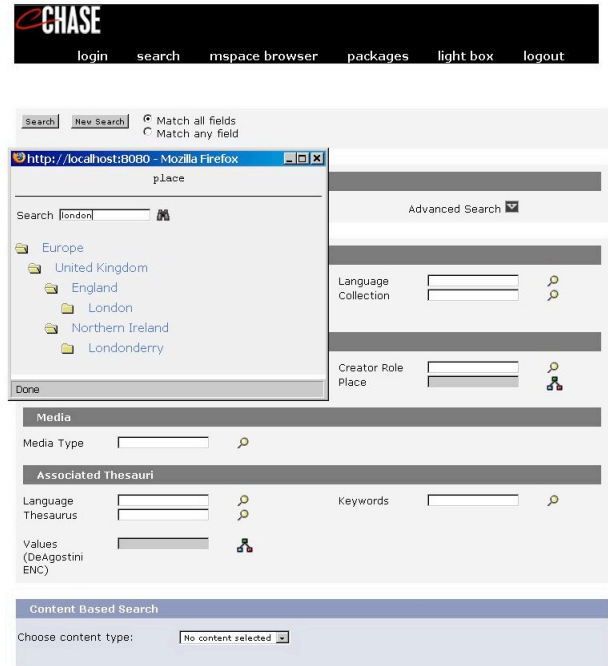 eCHASE
login search mspace browser packages light box logout
Search New Search Match all fields
Match any field
http://localhost:8080 - Mozilla Firefox
place
Search london
Europe
United Kingdom
England
London
Northern Ireland
Londonderry
Done
Advanced Search
Language
Collection
Creator Role
Place
Media
Media Type
Associated Thesauri
Language Keywords
Thesaurus
Values
(DeAgostini
ENC)
Content Based Search
Choose content type: No content selected